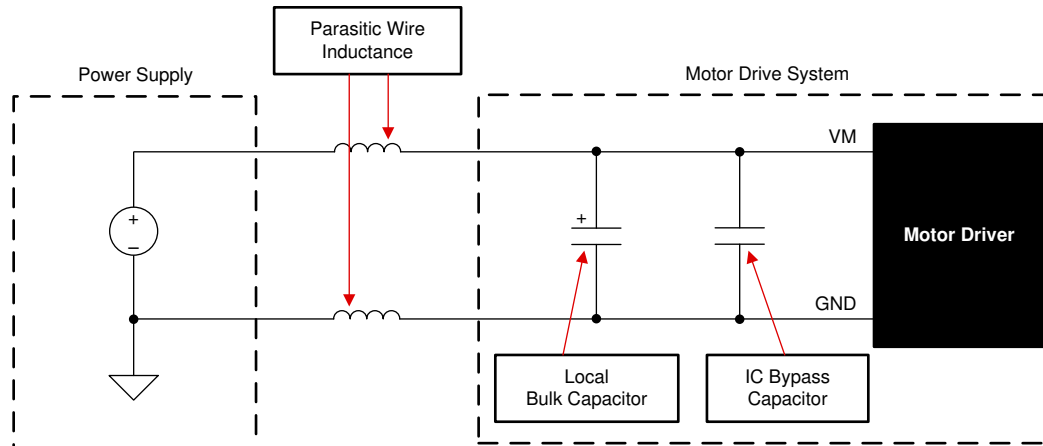 Parasitic Wire
Inductance
Power Supply
Motor Drive System
VM
+
–
+
Motor Driver
GND
Local
Bulk Capacitor
IC Bypass
Capacitor